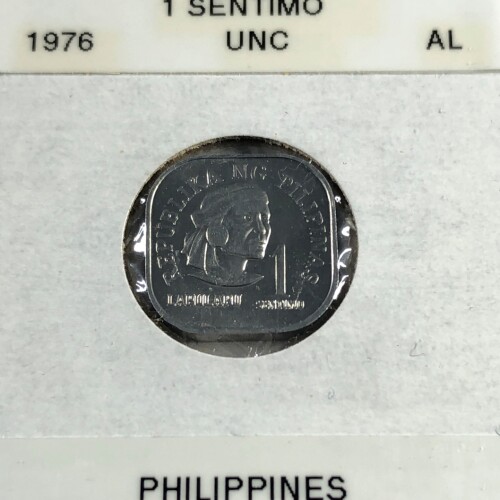 1 SENTIMO
1976 UNC AL
REPUBLIKA NG PILIPINAS
1
LAPULAPU SENTIMO
PHILIPPINES